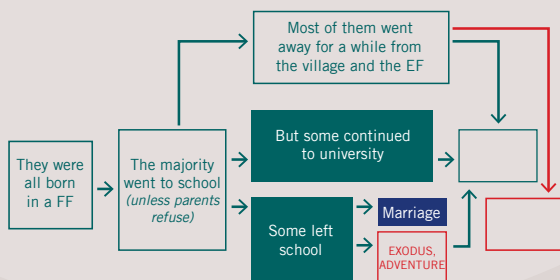 Most of them went
away for a while from
the village and the EF
But some continued
to university
They were
all born
in a FF
The majority
went to school
(unless parents
refuse)
Some left
school
Marriage
EXODUS,
ADVENTURE